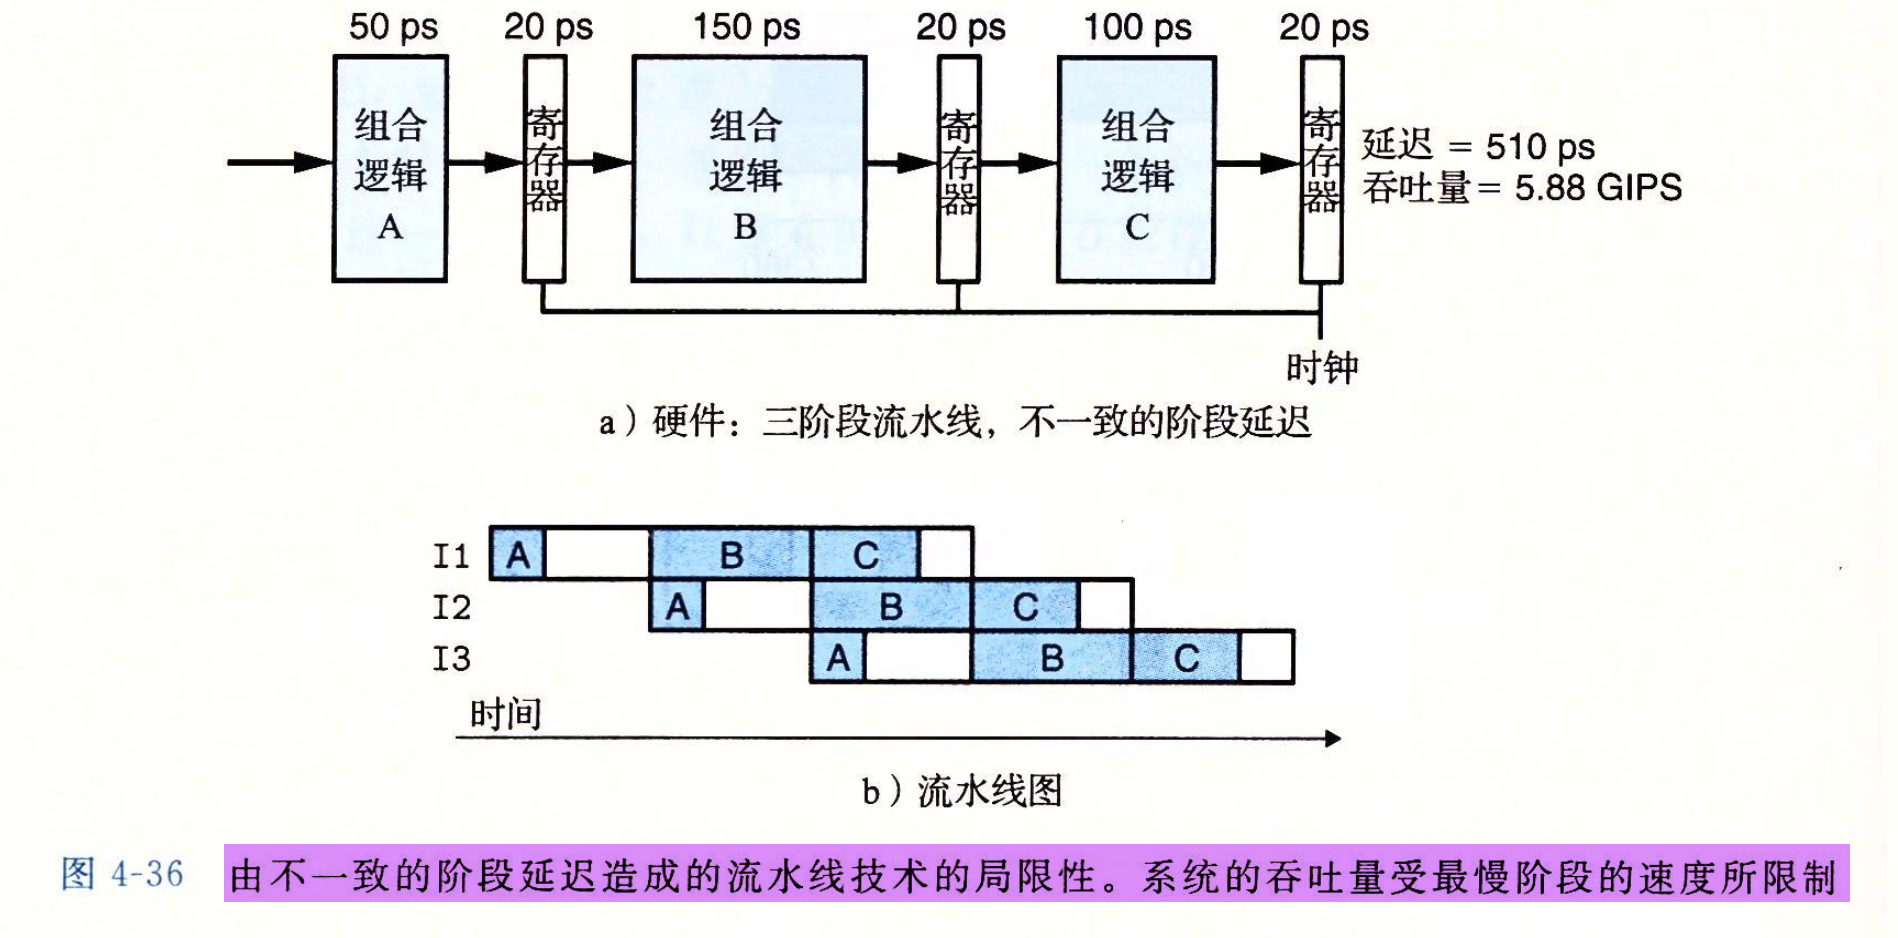 50 ps 20 ps 150 ps 20 ps 100 ps 20 ps
组合
逻辑
A
寄存器
组合
逻辑
B
寄存器
组合
逻辑
C
寄存器
延迟 = 510 ps
吞吐量 = 5.88 GIPS
时钟
a）硬件：三阶段流水线，不一致的阶段延迟
I1 A B C
I2 A B C
I3 A B C
时间
b）流水线图
图 4-36 由不一致的阶段延迟造成的流水线技术的局限性。系统的吞吐量受最慢阶段的速度所限制